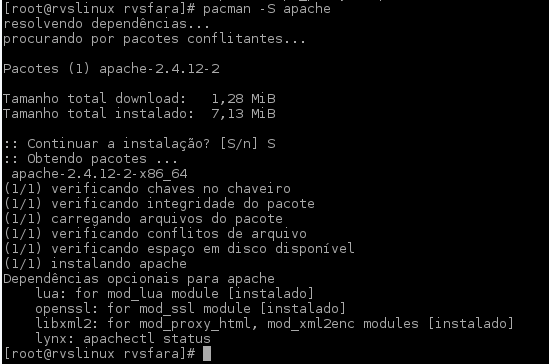 [root@rvslinux rvsfara]# pacman -S apache
resolvendo dependências...
procurando por pacotes conflitantes...
Pacotes (1) apache-2.4.12-2
Tamanho total download:   1,28 MiB
Tamanho total instalado:  7,13 MiB
:: Continuar a instalação? [S/n] S
:: Obtendo pacotes ...
 apache-2.4.12-2-x86_64
(1/1) verificando chaves no chaveiro
(1/1) verificando integridade do pacote
(1/1) carregando arquivos do pacote
(1/1) verificando conflitos de arquivo
(1/1) verificando espaço em disco disponível
(1/1) instalando apache
Dependências opcionais para apache
    lua: for mod_lua module [instalado]
    openssl: for mod_ssl module [instalado]
    libxml2: for mod_proxy_html, mod_xml2enc modules [instalado]
    lynx: apachectl status
[root@rvslinux rvsfara]#